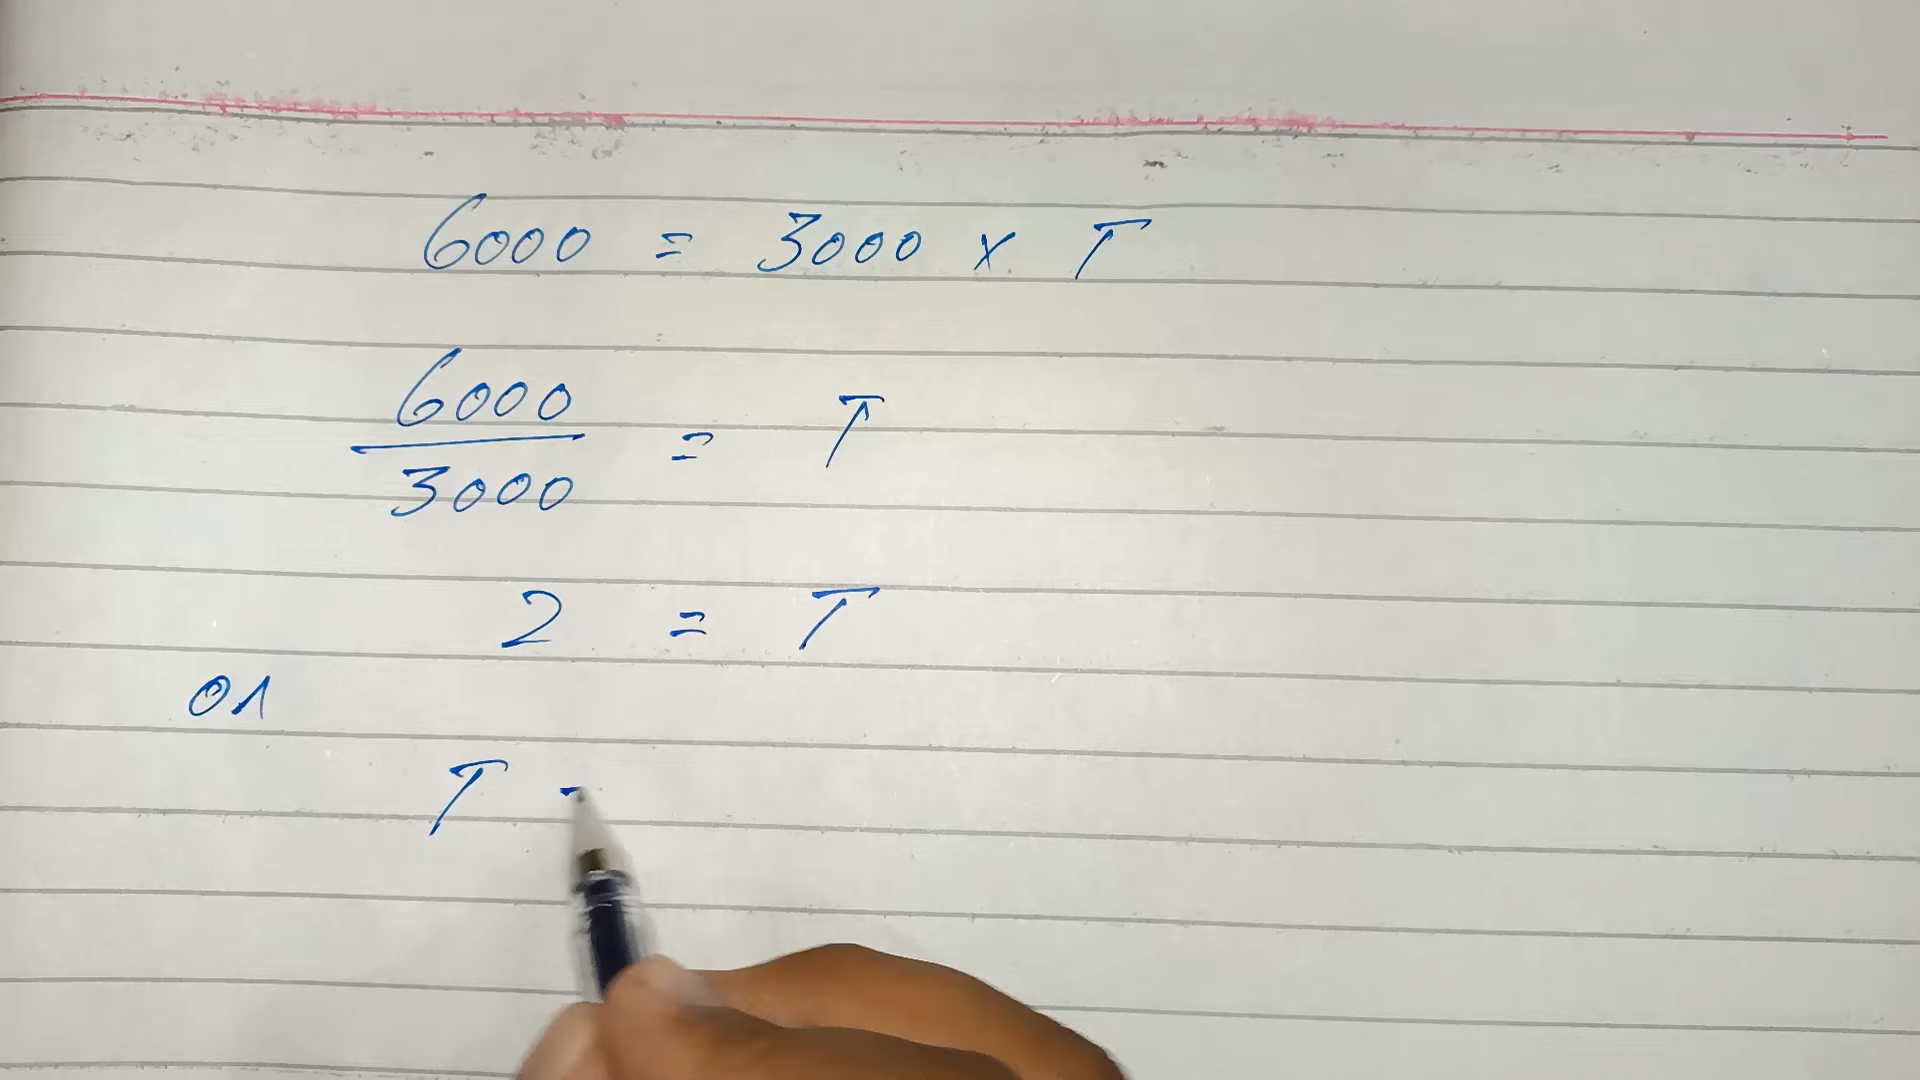 6000 = 3000 x T
6000
3000
= T
2 = T
or
T -